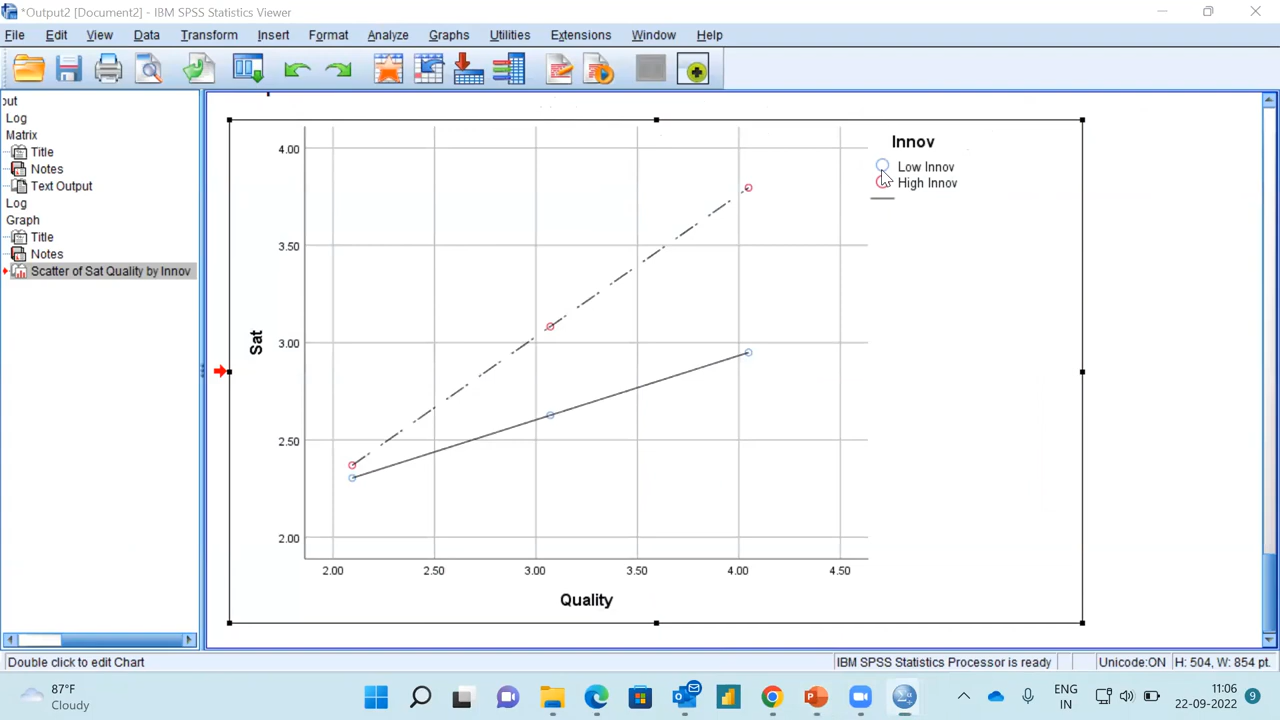 *Output2 [Document2] - IBM SPSS Statistics Viewer
File Edit View Data Transform Insert Format Analyze Graphs Utilities Extensions Window Help
out
Log
Matrix
Title
Notes
Text Output
Log
Graph
Title
Notes
Scatter of Sat Quality by Innov
Innov
Low Innov
High Innov
4.00
3.50
3.00
2.50
2.00
Sat
2.00 2.50 3.00 3.50 4.00 4.50
Quality
Double click to edit Chart
IBM SPSS Statistics Processor is ready
Unicode:ON
H: 504, W: 854 pt.
87°F
Cloudy
ENG
IN
11:06
22-09-2022
9